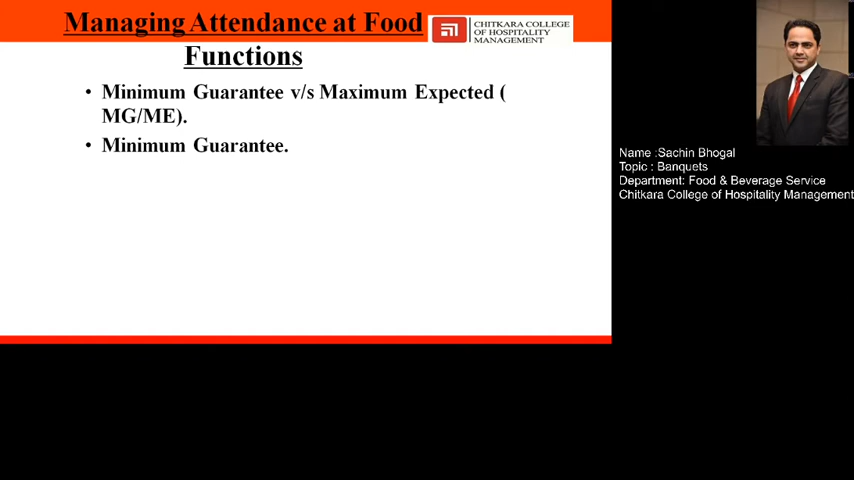 Managing Attendance at Food
Functions
CHITKARA COLLEGE
OF HOSPITALITY
MANAGEMENT
• Minimum Guarantee v/s Maximum Expected (
MG/ME).
• Minimum Guarantee.
Name :Sachin Bhogal
Topic : Banquets
Department: Food & Beverage Service
Chitkara College of Hospitality Management